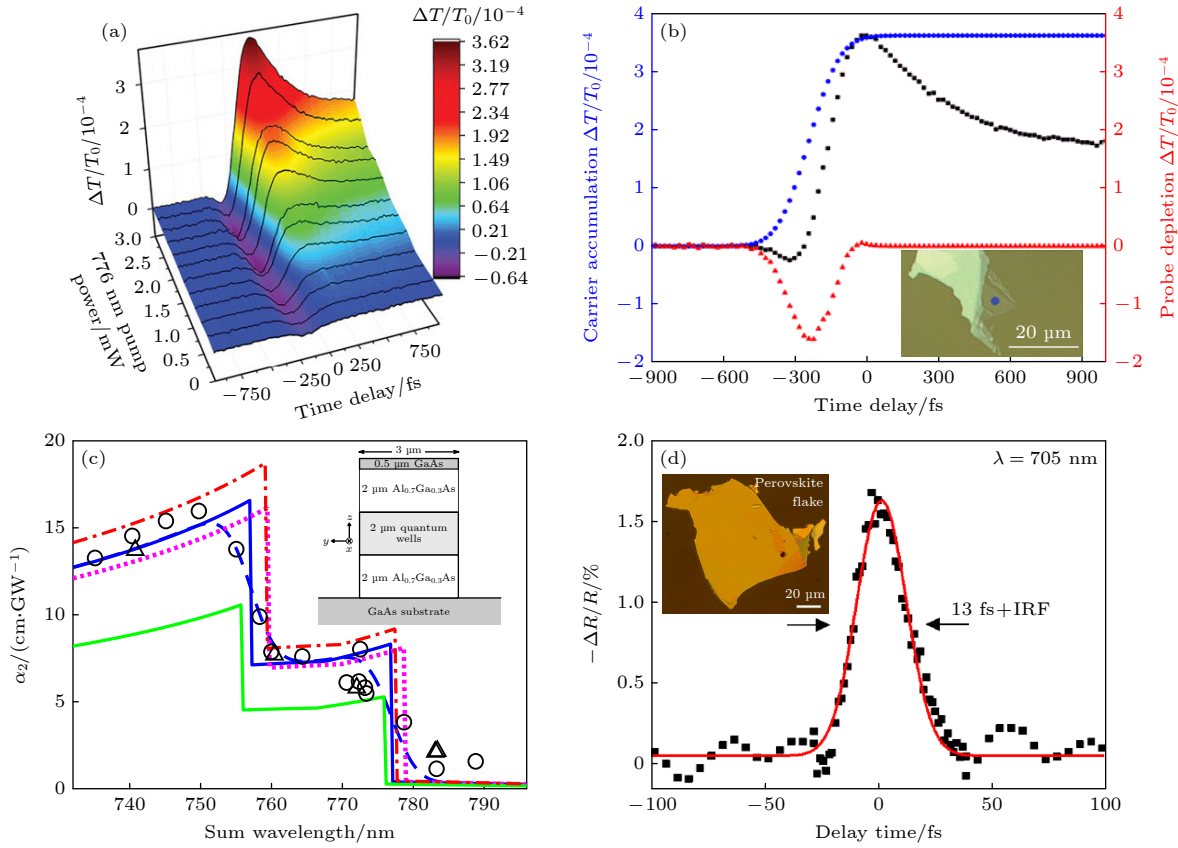 (a)
ΔT/T₀/10⁻⁴
3.62
3.19
2.77
2.34
1.92
1.49
1.06
0.64
0.21
−0.21
−0.64
ΔT/T₀/10⁻⁴
3
2
1
0
3.0
2.5
2.0
1.5
1.0
0.5
0
776 nm pump
power/mW
−750
−250
0
250
750
Time delay/fs
(b)
Carrier accumulation ΔT/T₀/10⁻⁴
4
3
2
1
0
−1
−2
Probe depletion ΔT/T₀/10⁻⁴
4
3
2
1
0
−1
−2
20 µm
−900
−600
−300
0
300
600
900
Time delay/fs
(c)
α₂/(cm·GW⁻¹)
20
15
10
5
0
3 µm
0.5 µm GaAs
2 µm Al₀.₇Ga₀.₃As
2 µm quantum
wells
2 µm Al₀.₇Ga₀.₃As
GaAs substrate
z
y
x
740
750
760
770
780
790
Sum wavelength/nm
(d)
λ = 705 nm
Perovskite
flake
20 µm
13 fs+IRF
−ΔR/R/%
2.0
1.5
1.0
0.5
0
−100
−50
0
50
100
Delay time/fs